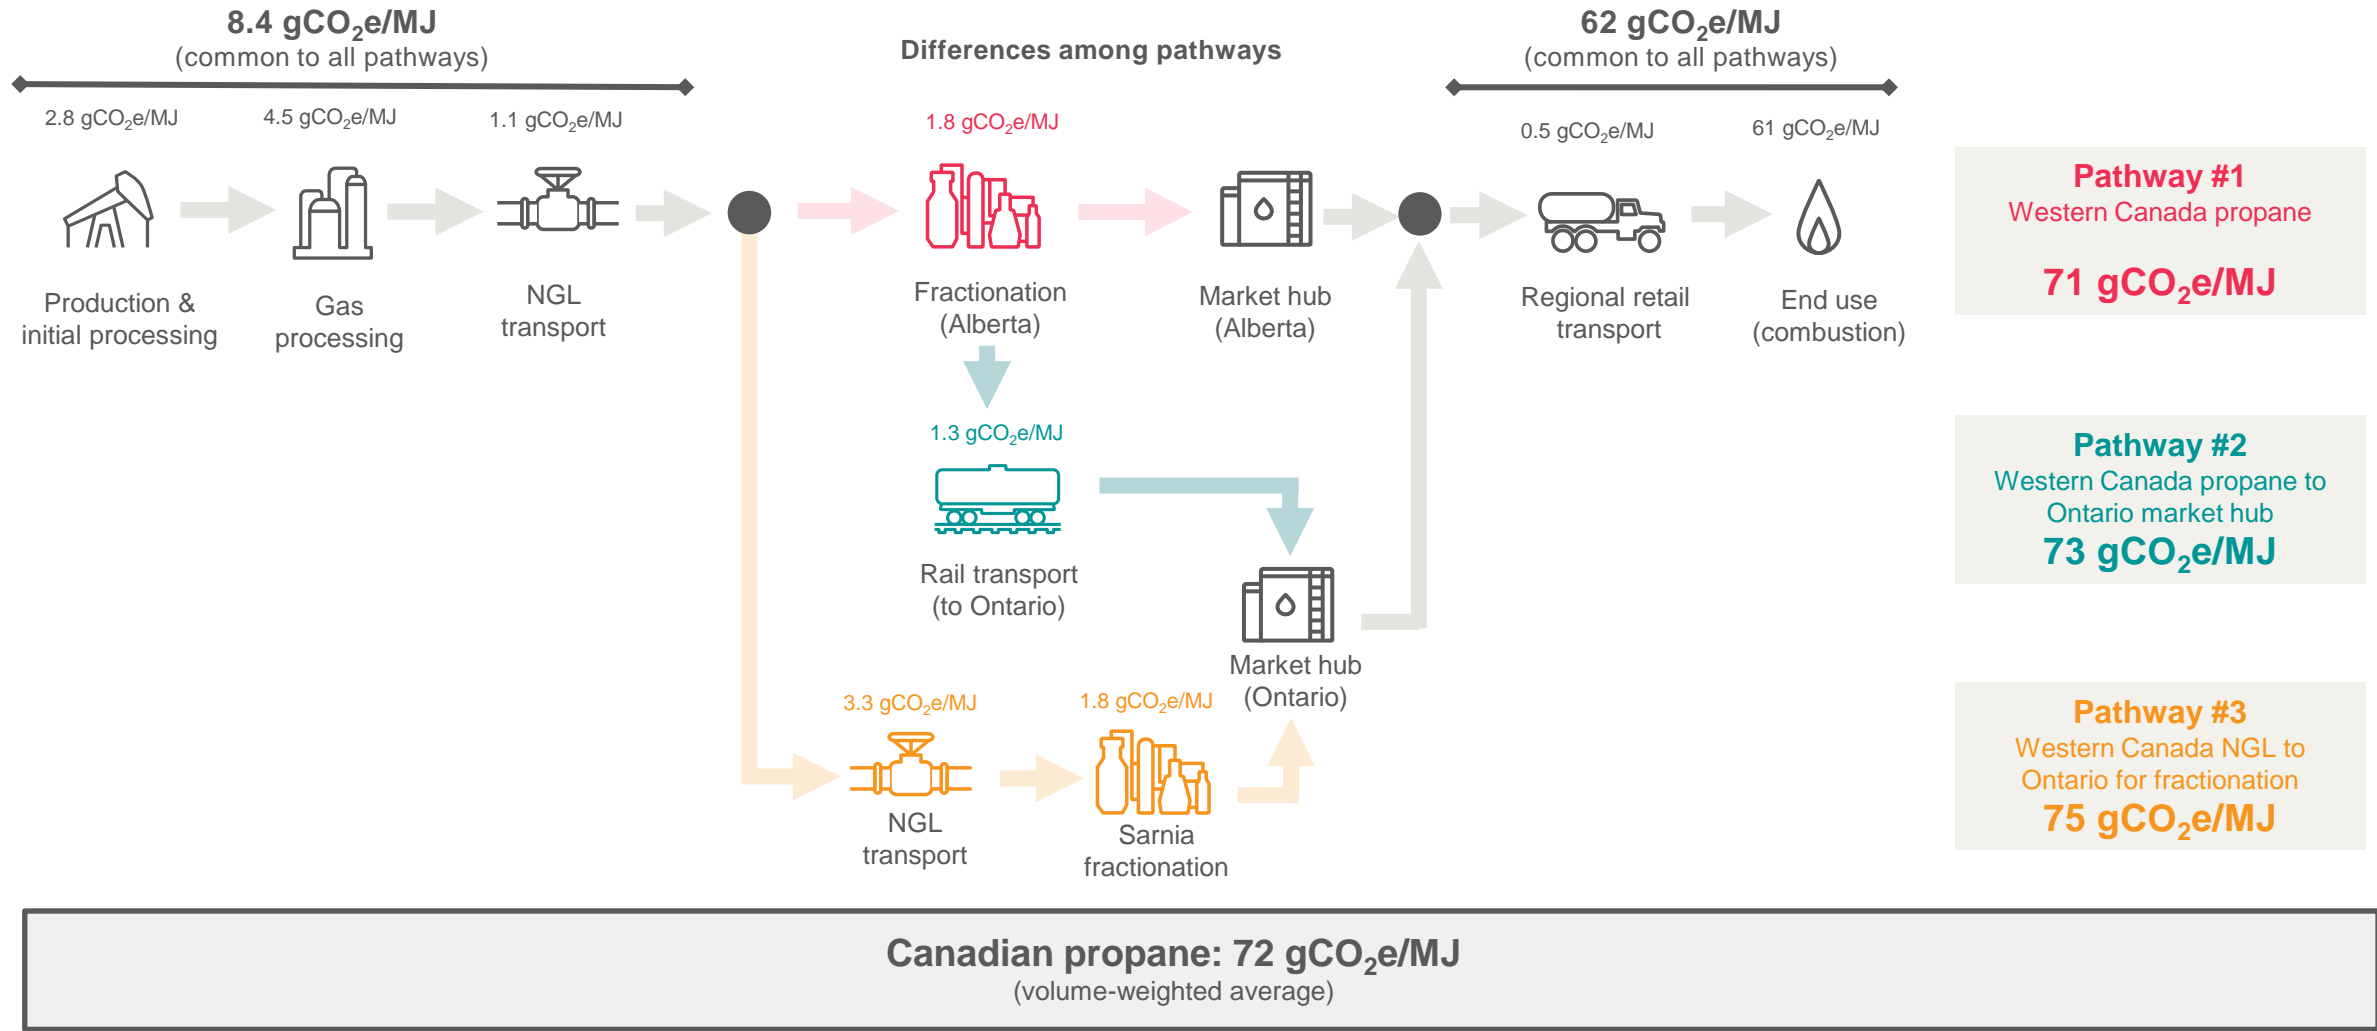 8.4 gCO₂e/MJ
(common to all pathways)
Differences among pathways
62 gCO₂e/MJ
(common to all pathways)
2.8 gCO₂e/MJ
4.5 gCO₂e/MJ
1.1 gCO₂e/MJ
1.8 gCO₂e/MJ
0.5 gCO₂e/MJ
61 gCO₂e/MJ
Production &
initial processing
Gas
processing
NGL
transport
Fractionation
(Alberta)
Market hub
(Alberta)
Regional retail
transport
End use
(combustion)
Pathway #1
Western Canada propane
71 gCO₂e/MJ
1.3 gCO₂e/MJ
Rail transport
(to Ontario)
Market hub
(Ontario)
Pathway #2
Western Canada propane to
Ontario market hub
73 gCO₂e/MJ
3.3 gCO₂e/MJ
1.8 gCO₂e/MJ
NGL
transport
Sarnia
fractionation
Pathway #3
Western Canada NGL to
Ontario for fractionation
75 gCO₂e/MJ
Canadian propane: 72 gCO₂e/MJ
(volume-weighted average)